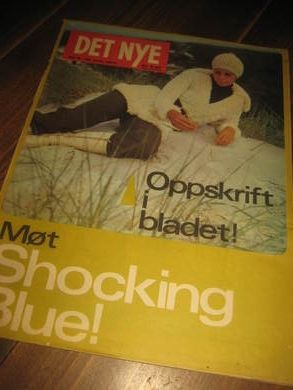 DET NYE
Oppskrift
i
bladet!
Møt
Shocking
Blue!